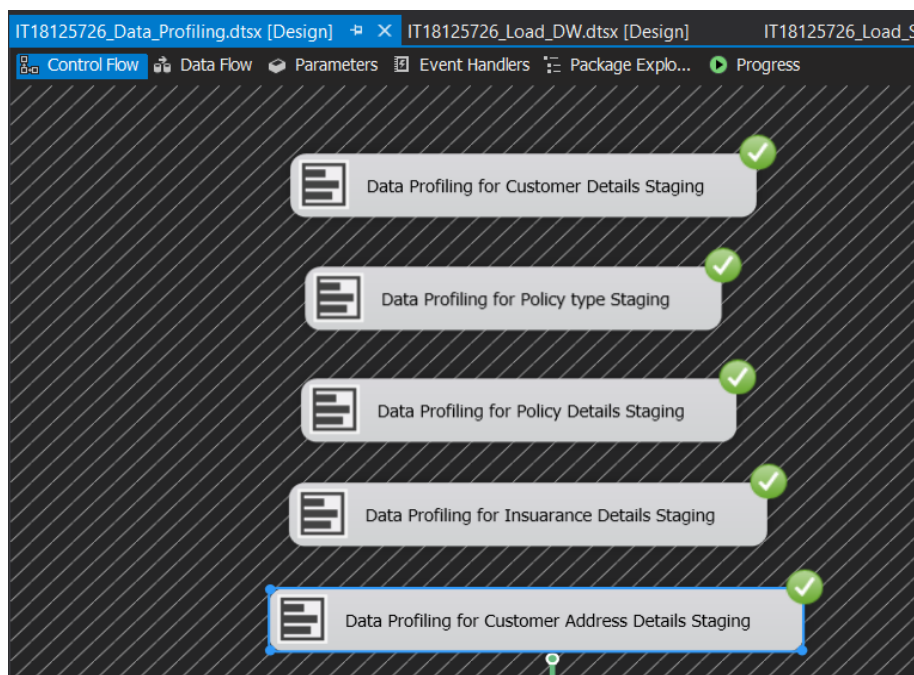 IT18125726_Data_Profiling.dtsx [Design] IT18125726_Load_DW.dtsx [Design] IT18125726_Load_S
Control Flow Data Flow Parameters Event Handlers Package Explo... Progress
Data Profiling for Customer Details Staging
Data Profiling for Policy type Staging
Data Profiling for Policy Details Staging
Data Profiling for Insuarance Details Staging
Data Profiling for Customer Address Details Staging